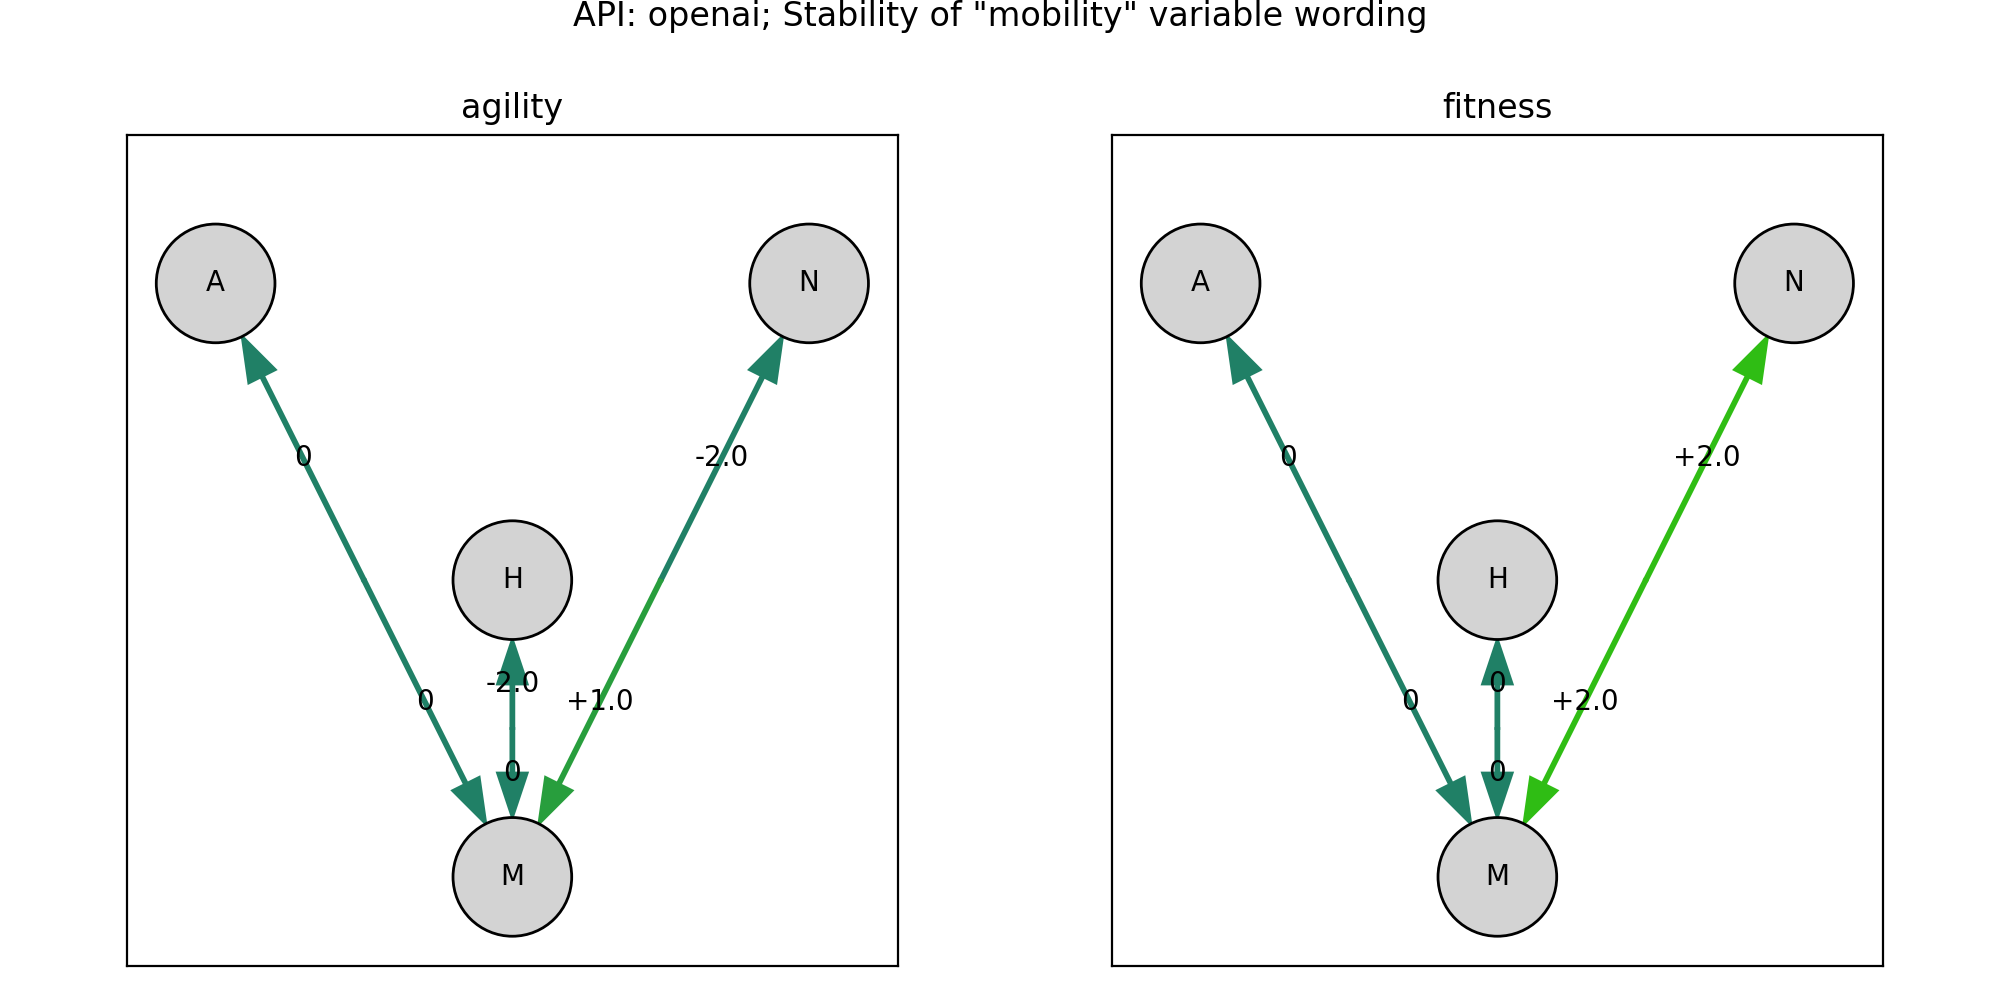 API: openai; Stability of "mobility" variable wording
agility
A
N
0
-2.0
H
-2.0
0
+1.0
0
M
fitness
A
N
0
+2.0
H
0
0
+2.0
0
M